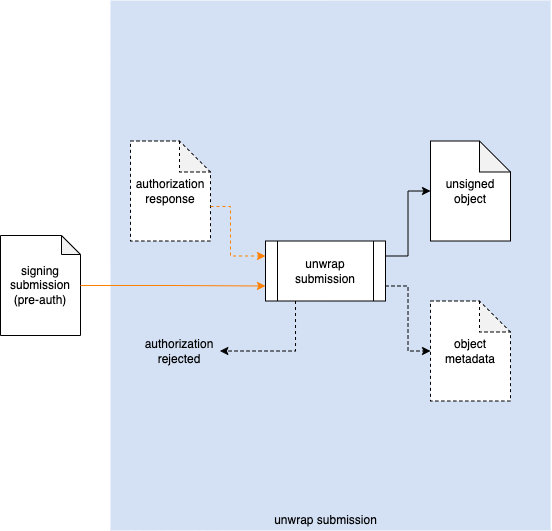 authorization
response
unsigned
object
signing
submission
(pre-auth)
unwrap
submission
authorization
rejected
object
metadata
unwrap submission